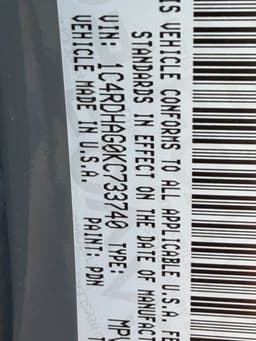 IS VEHICLE CONFORMS TO ALL APPLICABLE U.S.A. FE
STANDARDS IN EFFECT ON THE DATE OF MANUFACT
VIN: 1C4RDHAG0KC733740 TYPE: MPV
VEHICLE MADE IN U.S.A. PAINT: PDN